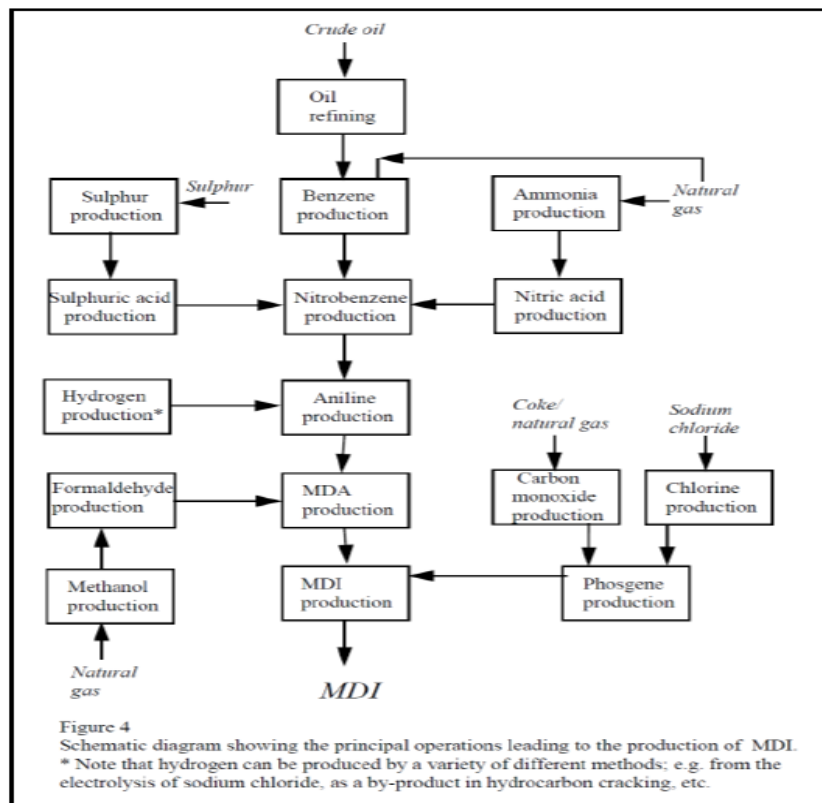 Crude oil
Oil
refining
Sulphur
production
Sulphur
Benzene
production
Ammonia
production
Natural
gas
Sulphuric acid
production
Nitrobenzene
production
Nitric acid
production
Hydrogen
production*
Aniline
production
Coke/
natural gas
Sodium
chloride
Formaldehyde
production
MDA
production
Carbon
monoxide
production
Chlorine
production
Methanol
production
MDI
production
Phosgene
production
Natural
gas
MDI
Figure 4
Schematic diagram showing the principal operations leading to the production of MDI.
* Note that hydrogen can be produced by a variety of different methods; e.g. from the
electrolysis of sodium chloride, as a by-product in hydrocarbon cracking, etc.